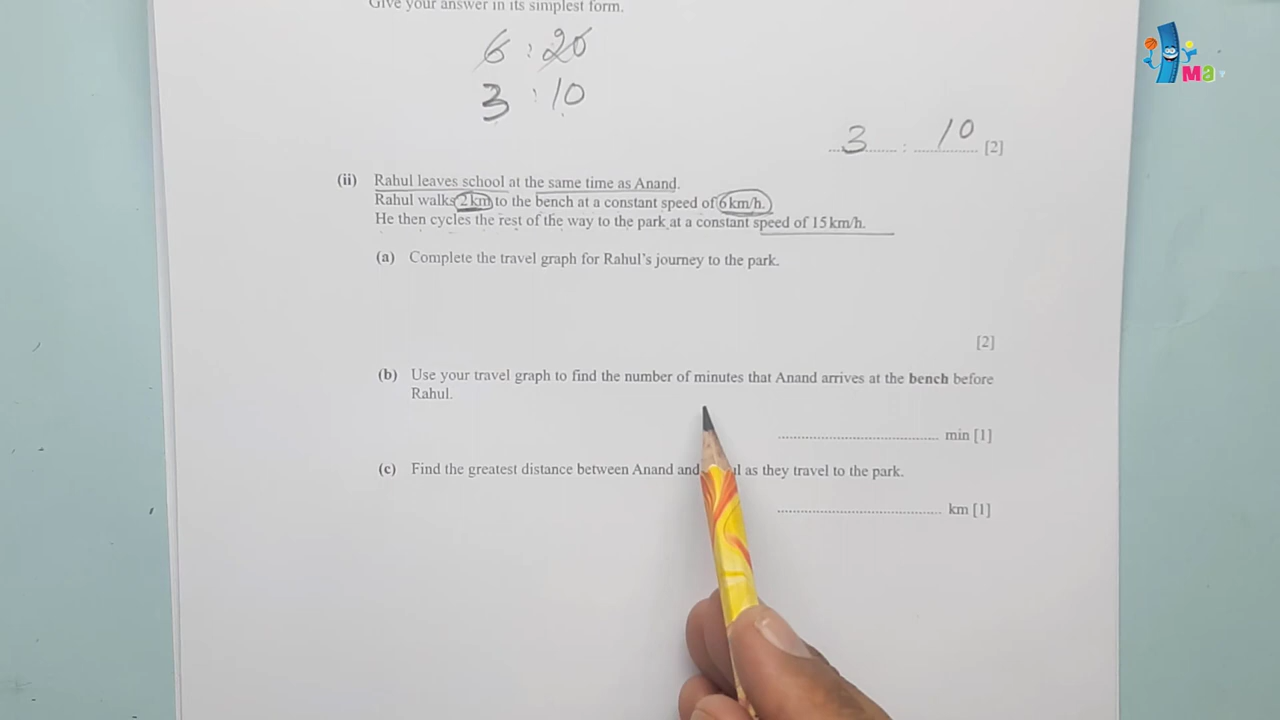 Give your answer in its simplest form.
6 : 20
3 : 10
3 : 10 [2]
(ii) Rahul leaves school at the same time as Anand.
Rahul walks 2 km to the bench at a constant speed of 6 km/h.
He then cycles the rest of the way to the park at a constant speed of 15 km/h.
(a) Complete the travel graph for Rahul's journey to the park.
[2]
(b) Use your travel graph to find the number of minutes that Anand arrives at the bench before
Rahul.
min [1]
(c) Find the greatest distance between Anand and as they travel to the park.
km [1]
Ma